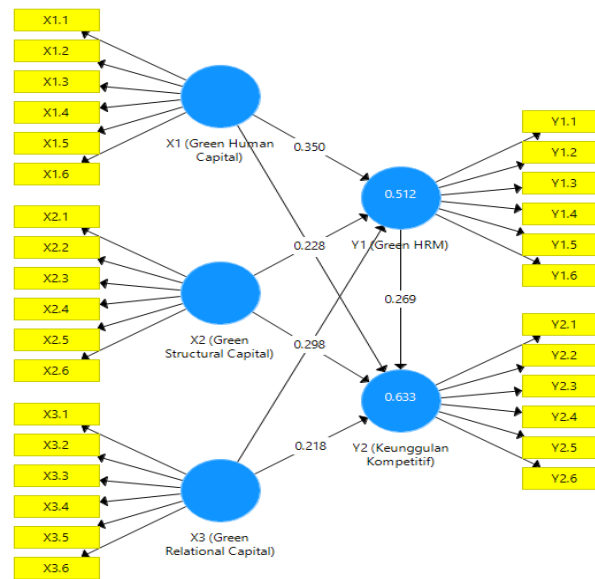 X1.1
X1.2
X1.3
X1.4
X1.5
X1.6
X1 (Green Human
Capital)
X2.1
X2.2
X2.3
X2.4
X2.5
X2.6
X2 (Green
Structural Capital)
X3.1
X3.2
X3.3
X3.4
X3.5
X3.6
X3 (Green
Relational Capital)
0.350
0.228
0.298
0.218
0.512
Y1 (Green HRM)
0.269
0.633
Y2 (Keunggulan
Kompetitif)
Y1.1
Y1.2
Y1.3
Y1.4
Y1.5
Y1.6
Y2.1
Y2.2
Y2.3
Y2.4
Y2.5
Y2.6